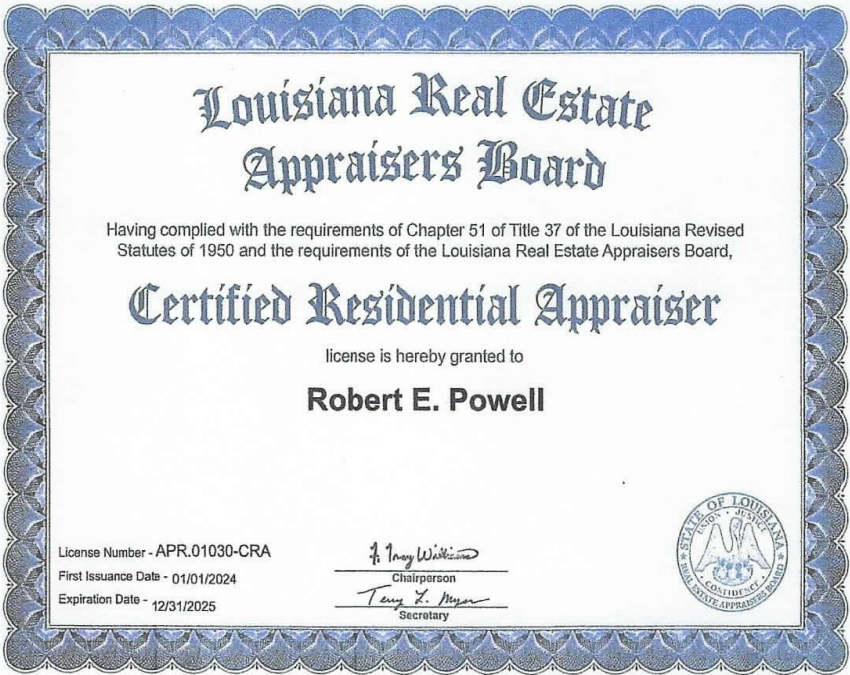 Louisiana Real Estate
Appraisers Board
Having complied with the requirements of Chapter 51 of Title 37 of the Louisiana Revised
Statutes of 1950 and the requirements of the Louisiana Real Estate Appraisers Board,
Certified Residential Appraiser
license is hereby granted to
Robert E. Powell
License Number - APR.01030-CRA
First Issuance Date - 01/01/2024
Expiration Date - 12/31/2025
Chairperson
Terry L. Myers
Secretary
STATE OF LOUISIANA
UNION · JUSTICE
CONFIDENCE
REAL ESTATE APPRAISERS BOARD